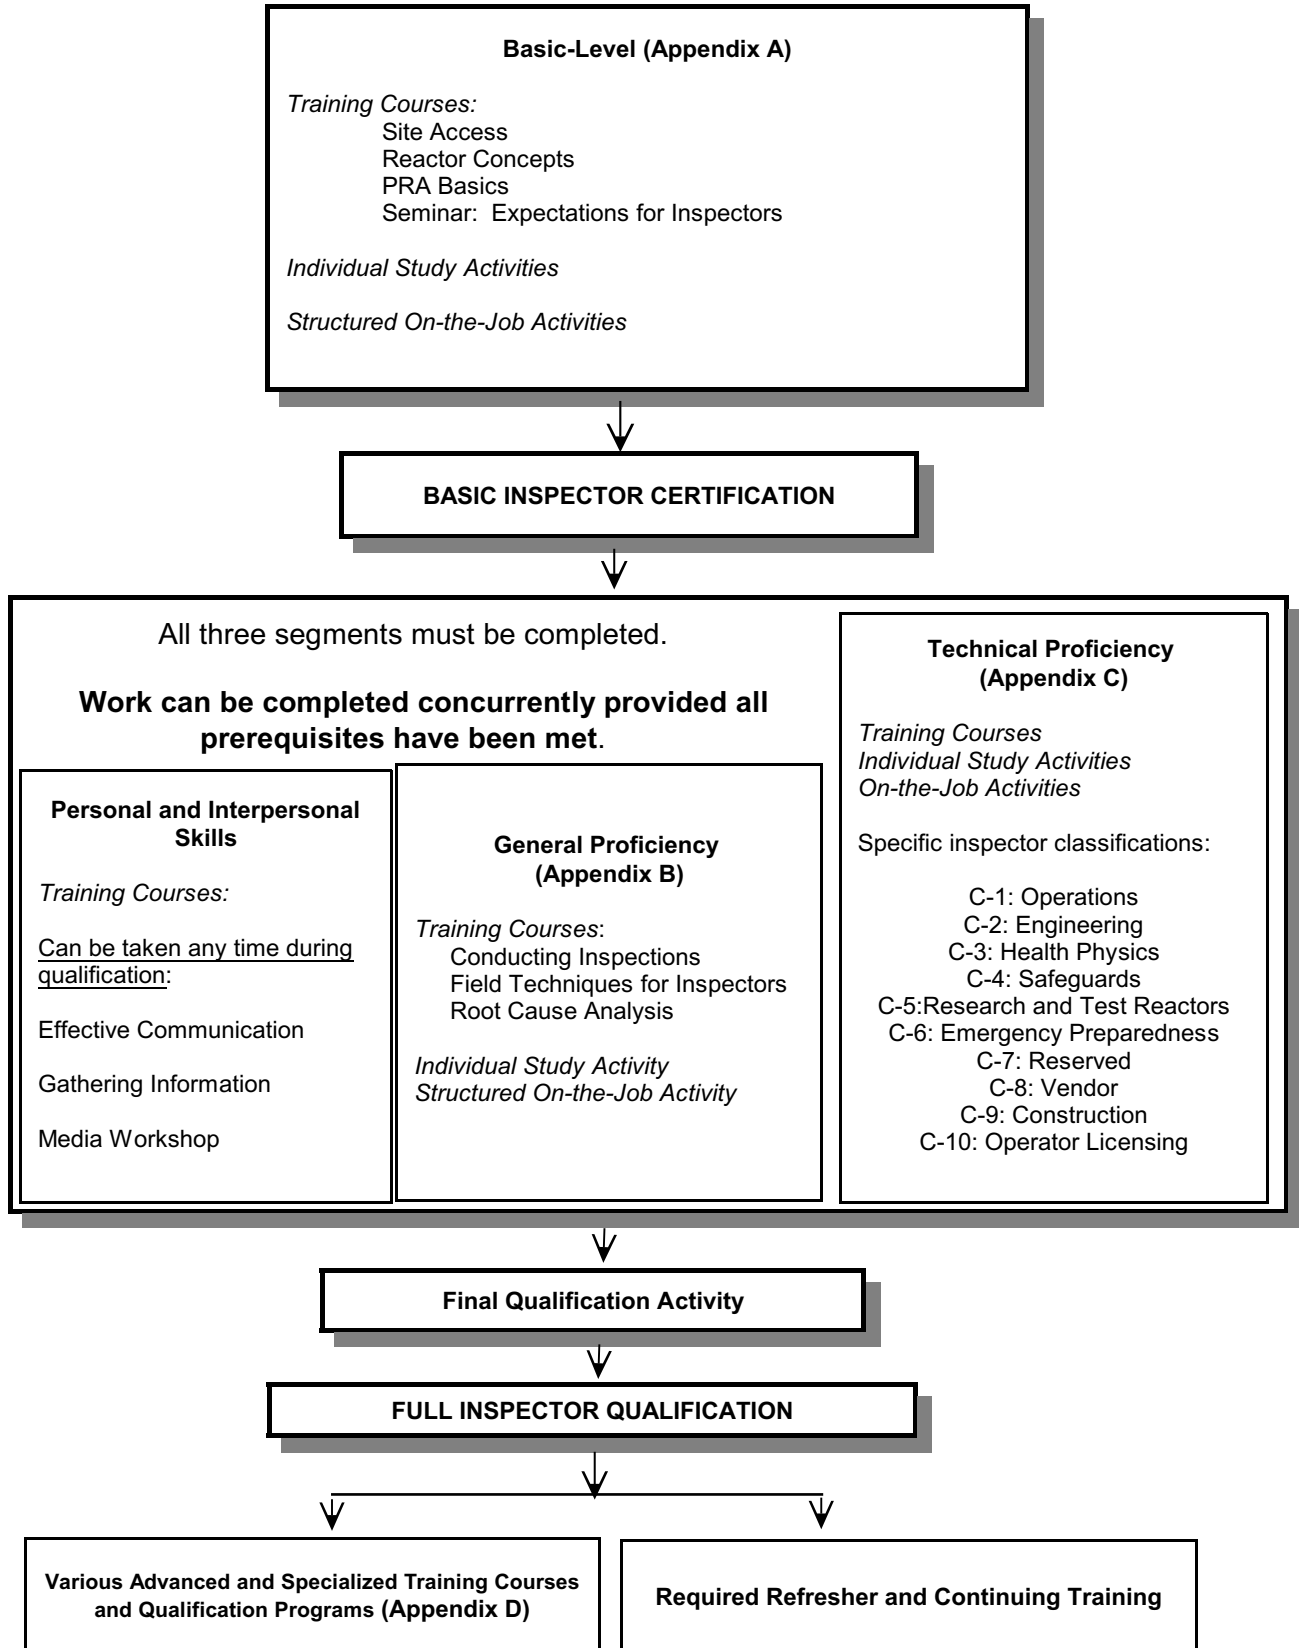 Basic-Level (Appendix A)
Training Courses:
Site Access
Reactor Concepts
PRA Basics
Seminar:  Expectations for Inspectors
Individual Study Activities
Structured On-the-Job Activities
BASIC INSPECTOR CERTIFICATION
All three segments must be completed.
Work can be completed concurrently provided all
prerequisites have been met.
Personal and Interpersonal
Skills
Training Courses:
Can be taken any time during
qualification:
Effective Communication
Gathering Information
Media Workshop
General Proficiency
(Appendix B)
Training Courses:
Conducting Inspections
Field Techniques for Inspectors
Root Cause Analysis
Individual Study Activity
Structured On-the-Job Activity
Technical Proficiency
(Appendix C)
Training Courses
Individual Study Activities
On-the-Job Activities
Specific inspector classifications:
C-1: Operations
C-2: Engineering
C-3: Health Physics
C-4: Safeguards
C-5:Research and Test Reactors
C-6: Emergency Preparedness
C-7: Reserved
C-8: Vendor
C-9: Construction
C-10: Operator Licensing
Final Qualification Activity
FULL INSPECTOR QUALIFICATION
Various Advanced and Specialized Training Courses
and Qualification Programs (Appendix D)
Required Refresher and Continuing Training